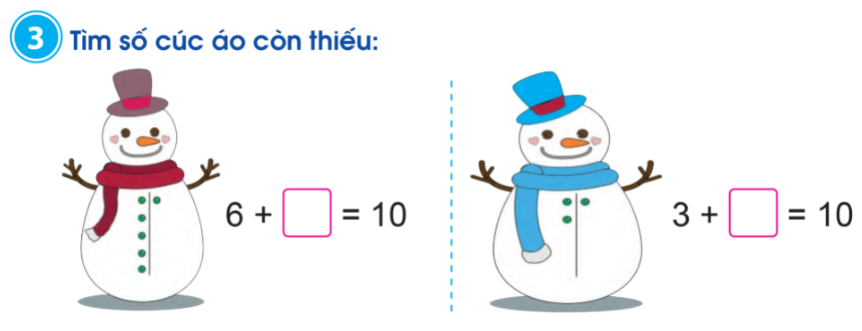 3 Tìm số cúc áo còn thiếu:
6 + □ = 10
3 + □ = 10